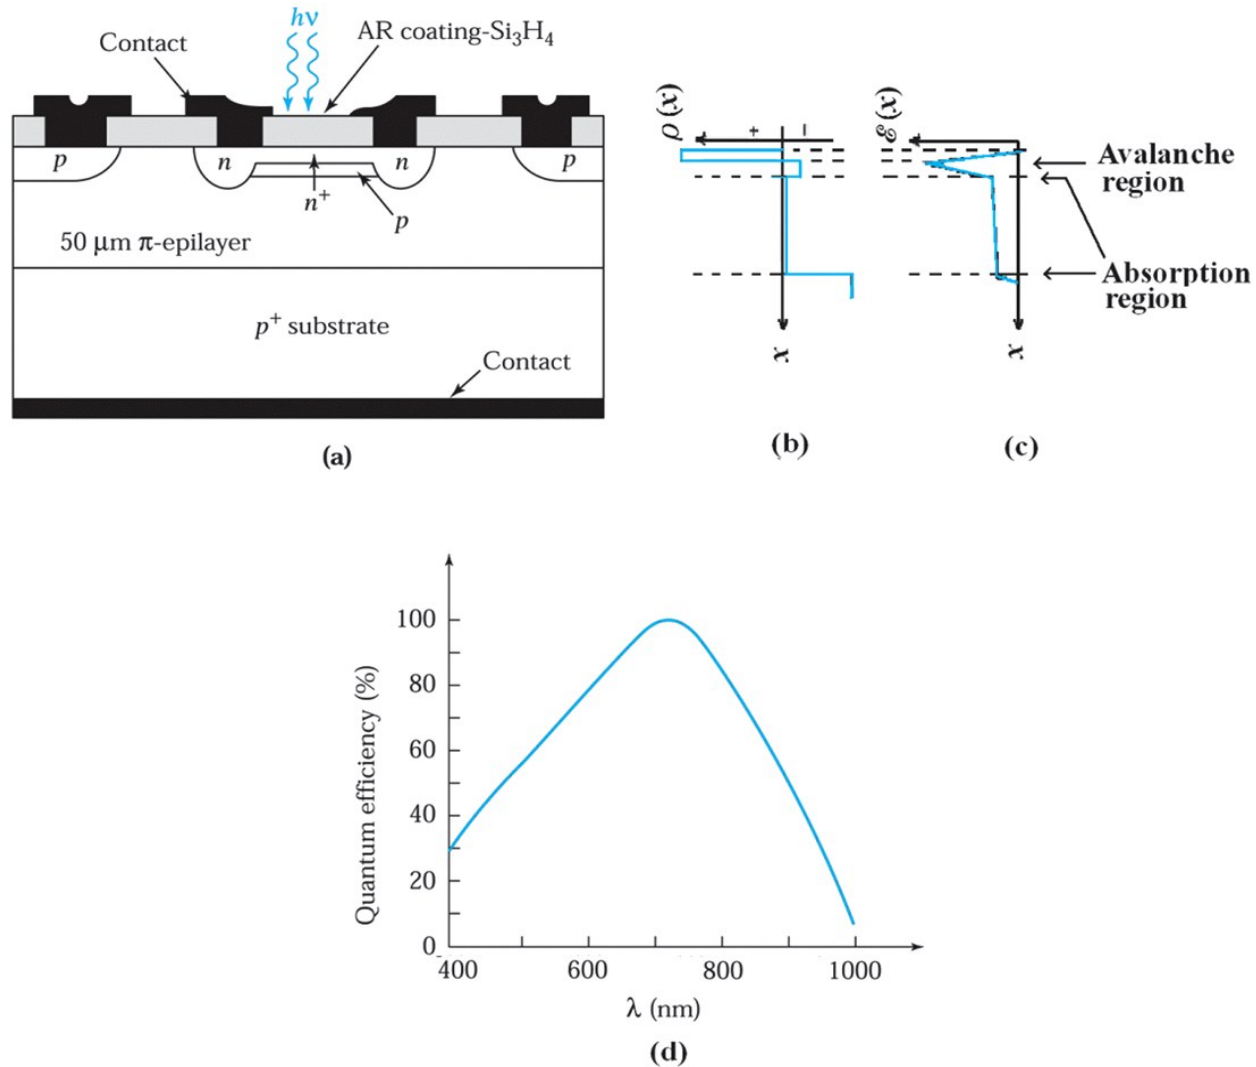 hν
AR coating-Si₃H₄
Contact
p
n
n
p
n⁺
p
50 μm π-epilayer
p⁺ substrate
Contact
(a)
ρ(x)
+
−
x
(b)
ℰ(x)
Avalanche
region
Absorption
region
x
(c)
Quantum efficiency (%)
100
80
60
40
20
0
400
600
800
1000
λ (nm)
(d)